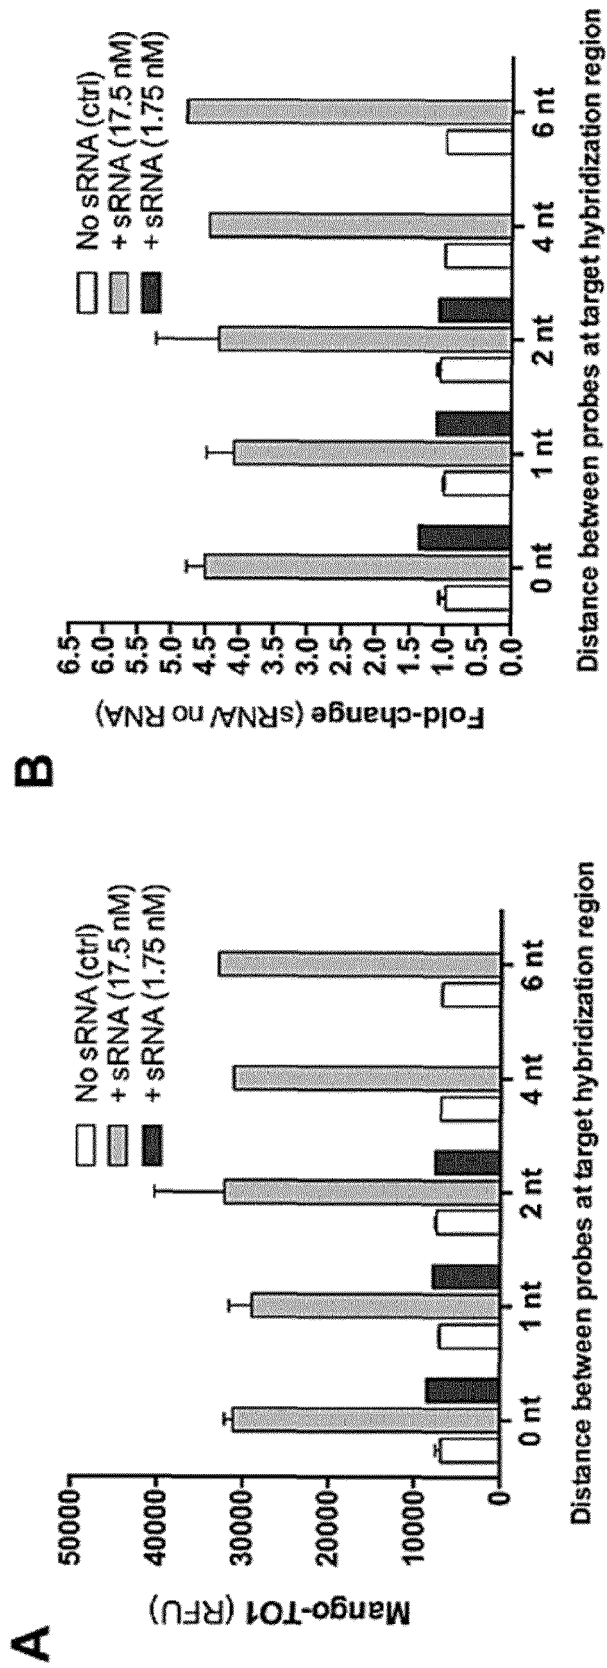 A
Mango-TO1 (RFU)
50000
40000
30000
20000
10000
0
No sRNA (ctrl)
+ sRNA (17.5 nM)
+ sRNA (1.75 nM)
0 nt
1 nt
2 nt
4 nt
6 nt
Distance between probes at target hybridization region
B
Fold-change (sRNA/ no RNA)
6.5
6.0
5.5
5.0
4.5
4.0
3.5
3.0
2.5
2.0
1.5
1.0
0.5
0.0
No sRNA (ctrl)
+ sRNA (17.5 nM)
+ sRNA (1.75 nM)
0 nt
1 nt
2 nt
4 nt
6 nt
Distance between probes at target hybridization region